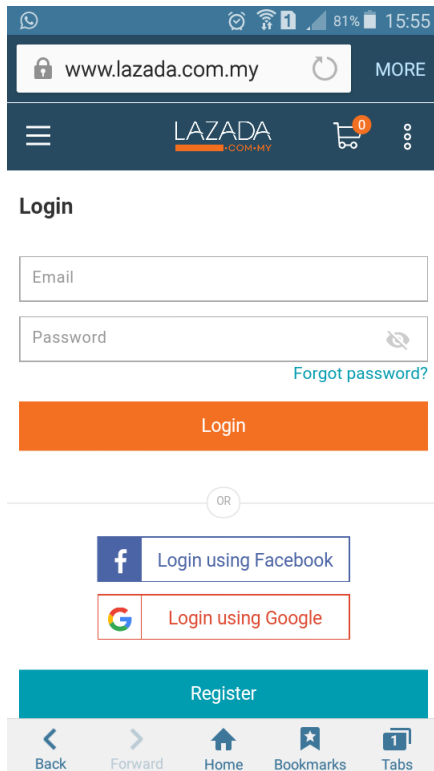 1 81% 15:55
www.lazada.com.my MORE
LAZADA 0
.COM.MY
Login
Email
Password
Forgot password?
Login
OR
f Login using Facebook
G Login using Google
Register
1
Back Forward Home Bookmarks Tabs